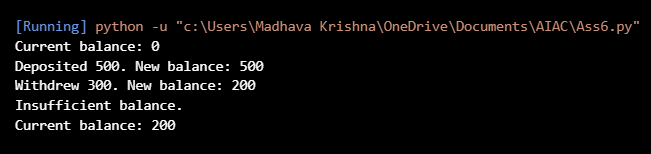 [Running] python -u "c:\Users\Madhava Krishna\OneDrive\Documents\AIAC\Ass6.py"
Current balance: 0
Deposited 500. New balance: 500
Withdrew 300. New balance: 200
Insufficient balance.
Current balance: 200